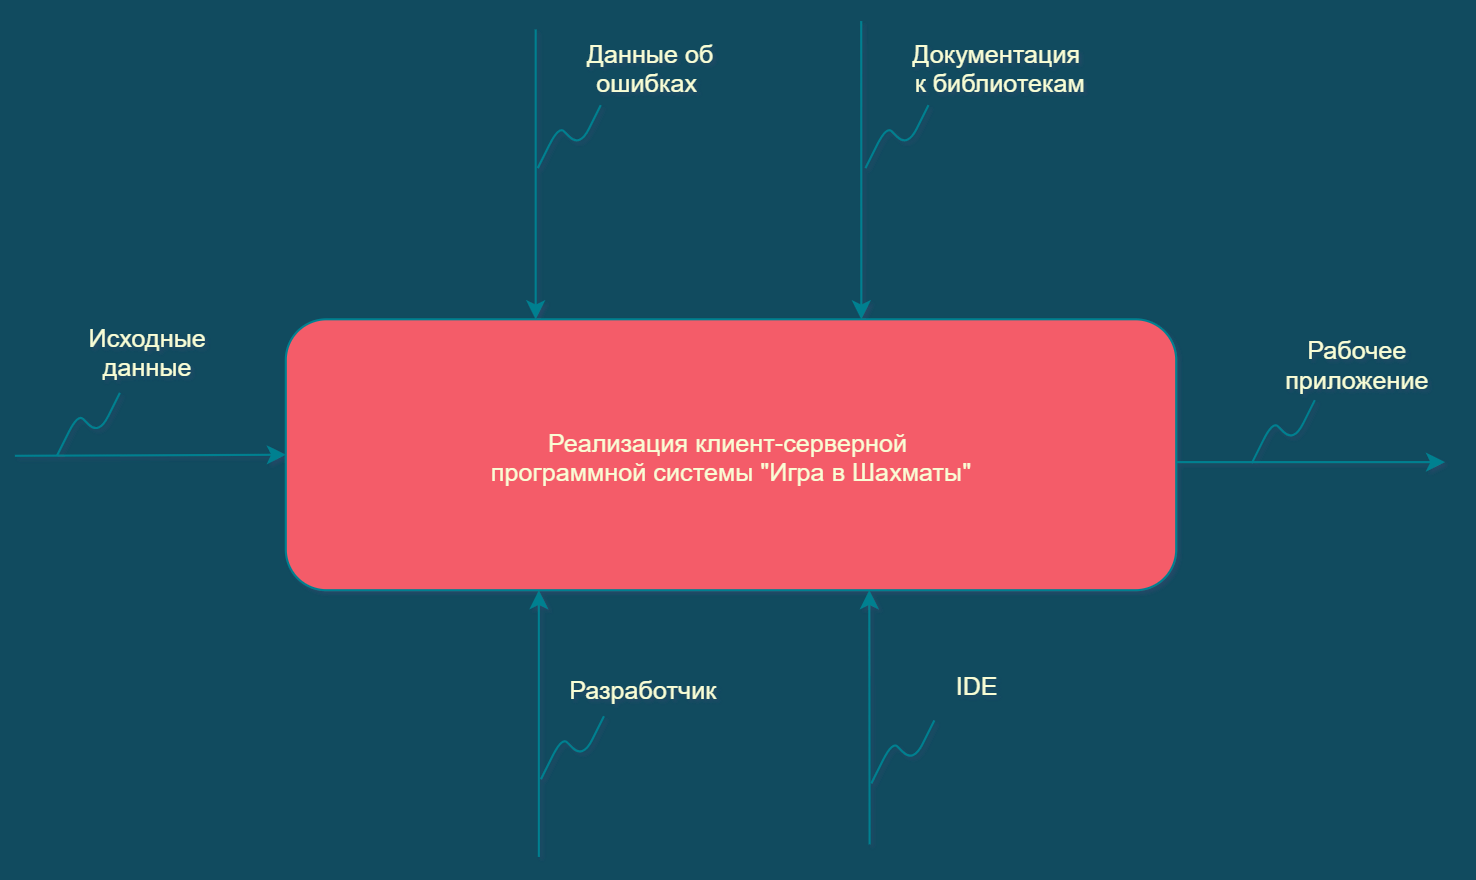 Данные об
ошибках
Документация
к библиотекам
Исходные
данные
Рабочее
приложение
Реализация клиент-серверной
программной системы "Игра в Шахматы"
Разработчик
IDE